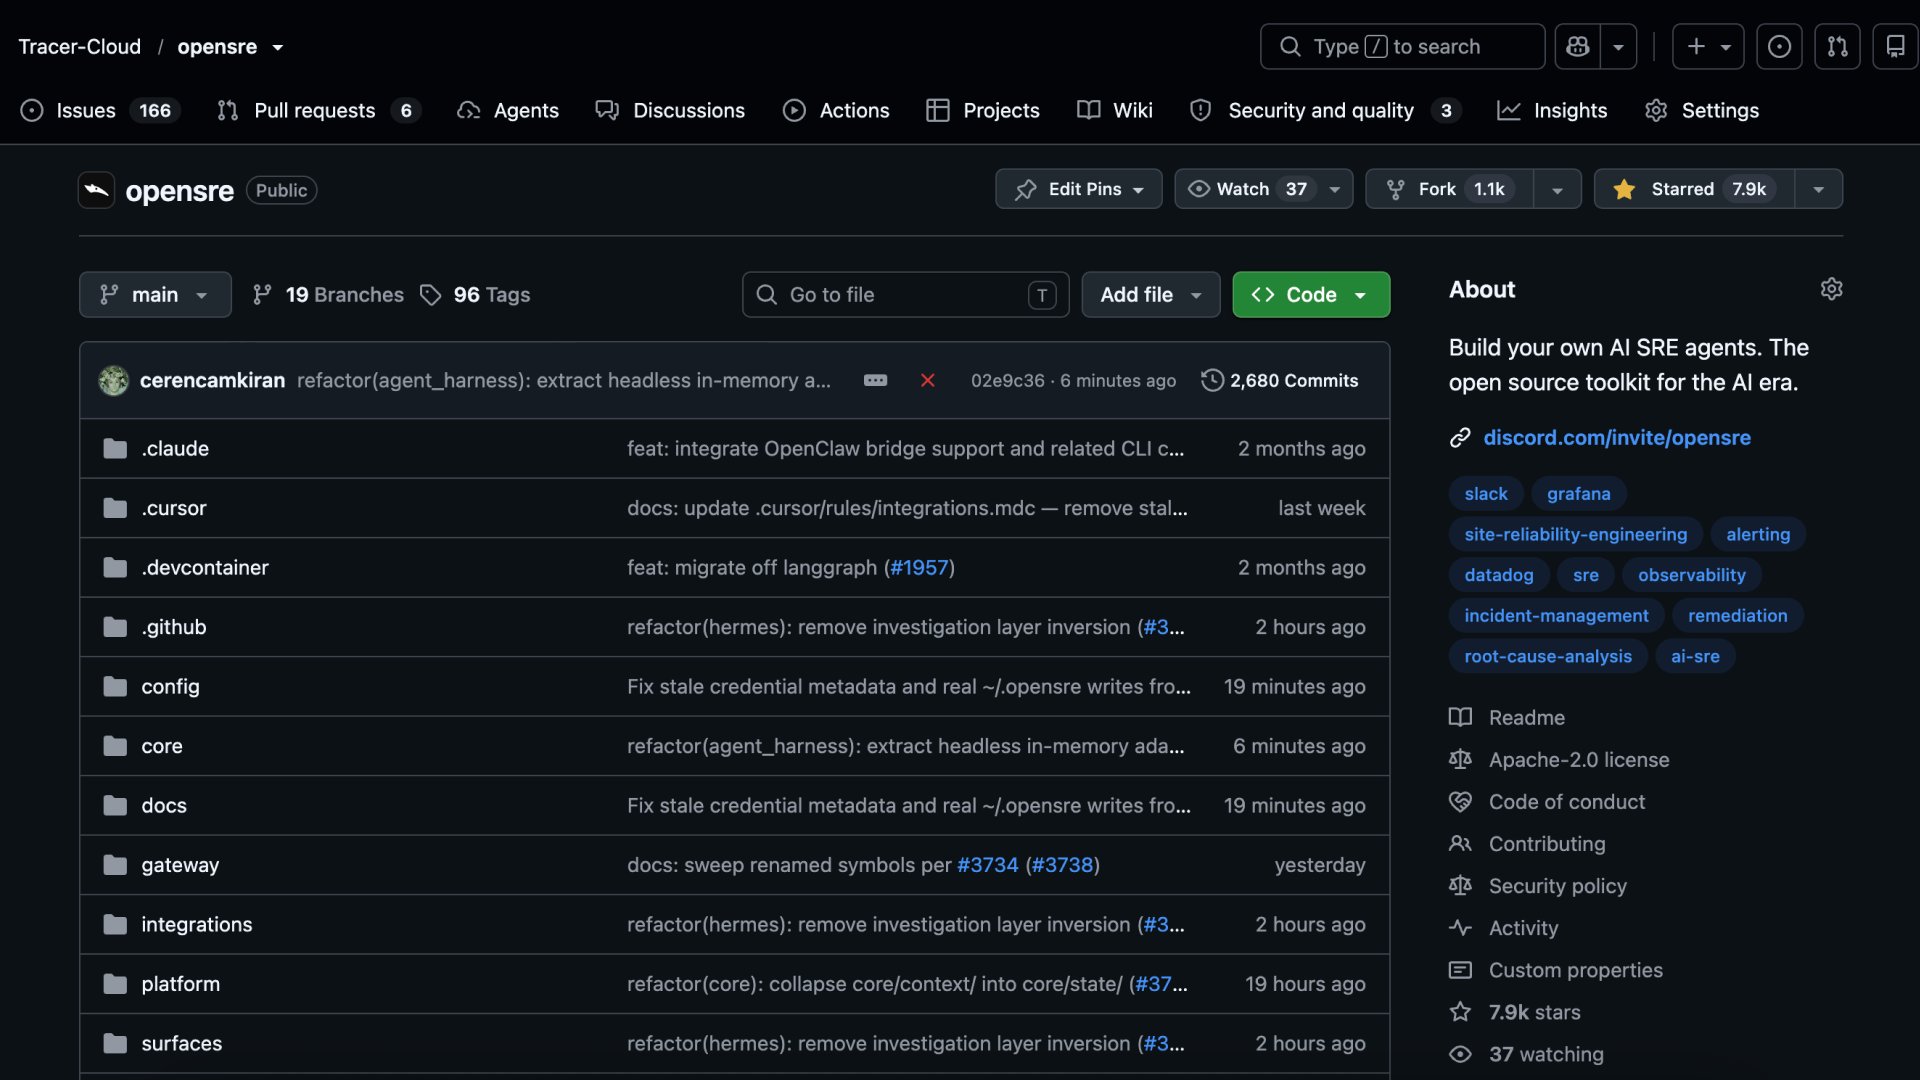 Tracer-Cloud / opensre
Type / to search
Issues 166 Pull requests 6 Agents Discussions Actions Projects Wiki Security and quality 3 Insights Settings
opensre Public
Edit Pins Watch 37 Fork 1.1k Starred 7.9k
main 19 Branches 96 Tags
Go to file T Add file Code
cerencamkiran refactor(agent_harness): extract headless in-memory a... 02e9c36 · 6 minutes ago 2,680 Commits
.claude feat: integrate OpenClaw bridge support and related CLI c... 2 months ago
.cursor docs: update .cursor/rules/integrations.mdc — remove stal... last week
.devcontainer feat: migrate off langgraph (#1957) 2 months ago
.github refactor(hermes): remove investigation layer inversion (#3... 2 hours ago
config Fix stale credential metadata and real ~/.opensre writes fro... 19 minutes ago
core refactor(agent_harness): extract headless in-memory ada... 6 minutes ago
docs Fix stale credential metadata and real ~/.opensre writes fro... 19 minutes ago
gateway docs: sweep renamed symbols per #3734 (#3738) yesterday
integrations refactor(hermes): remove investigation layer inversion (#3... 2 hours ago
platform refactor(core): collapse core/context/ into core/state/ (#37... 19 hours ago
surfaces refactor(hermes): remove investigation layer inversion (#3... 2 hours ago
About
Build your own AI SRE agents. The
open source toolkit for the AI era.
discord.com/invite/opensre
slack grafana
site-reliability-engineering alerting
datadog sre observability
incident-management remediation
root-cause-analysis ai-sre
Readme
Apache-2.0 license
Code of conduct
Contributing
Security policy
Activity
Custom properties
7.9k stars
37 watching